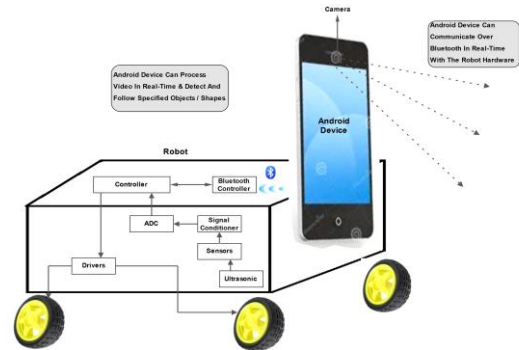 Camera
Android Device Can
Communicate Over
Bluetooth In Real-Time
With The Robot Hardware
Android Device Can Process
Video In Real-Time & Detect And
Follow Specified Objects / Shapes
Android
Device
Robot
Controller
Bluetooth
Controller
ADC
Signal
Conditioner
Sensors
Drivers
Ultrasonic